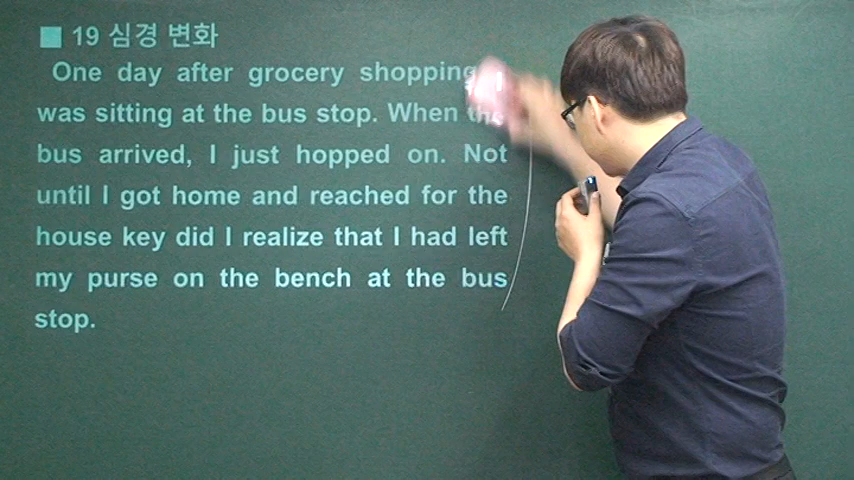 19 심경 변화
One day after grocery shopping, I
was sitting at the bus stop. When the
bus arrived, I just hopped on. Not
until I got home and reached for the
house key did I realize that I had left
my purse on the bench at the bus
stop.